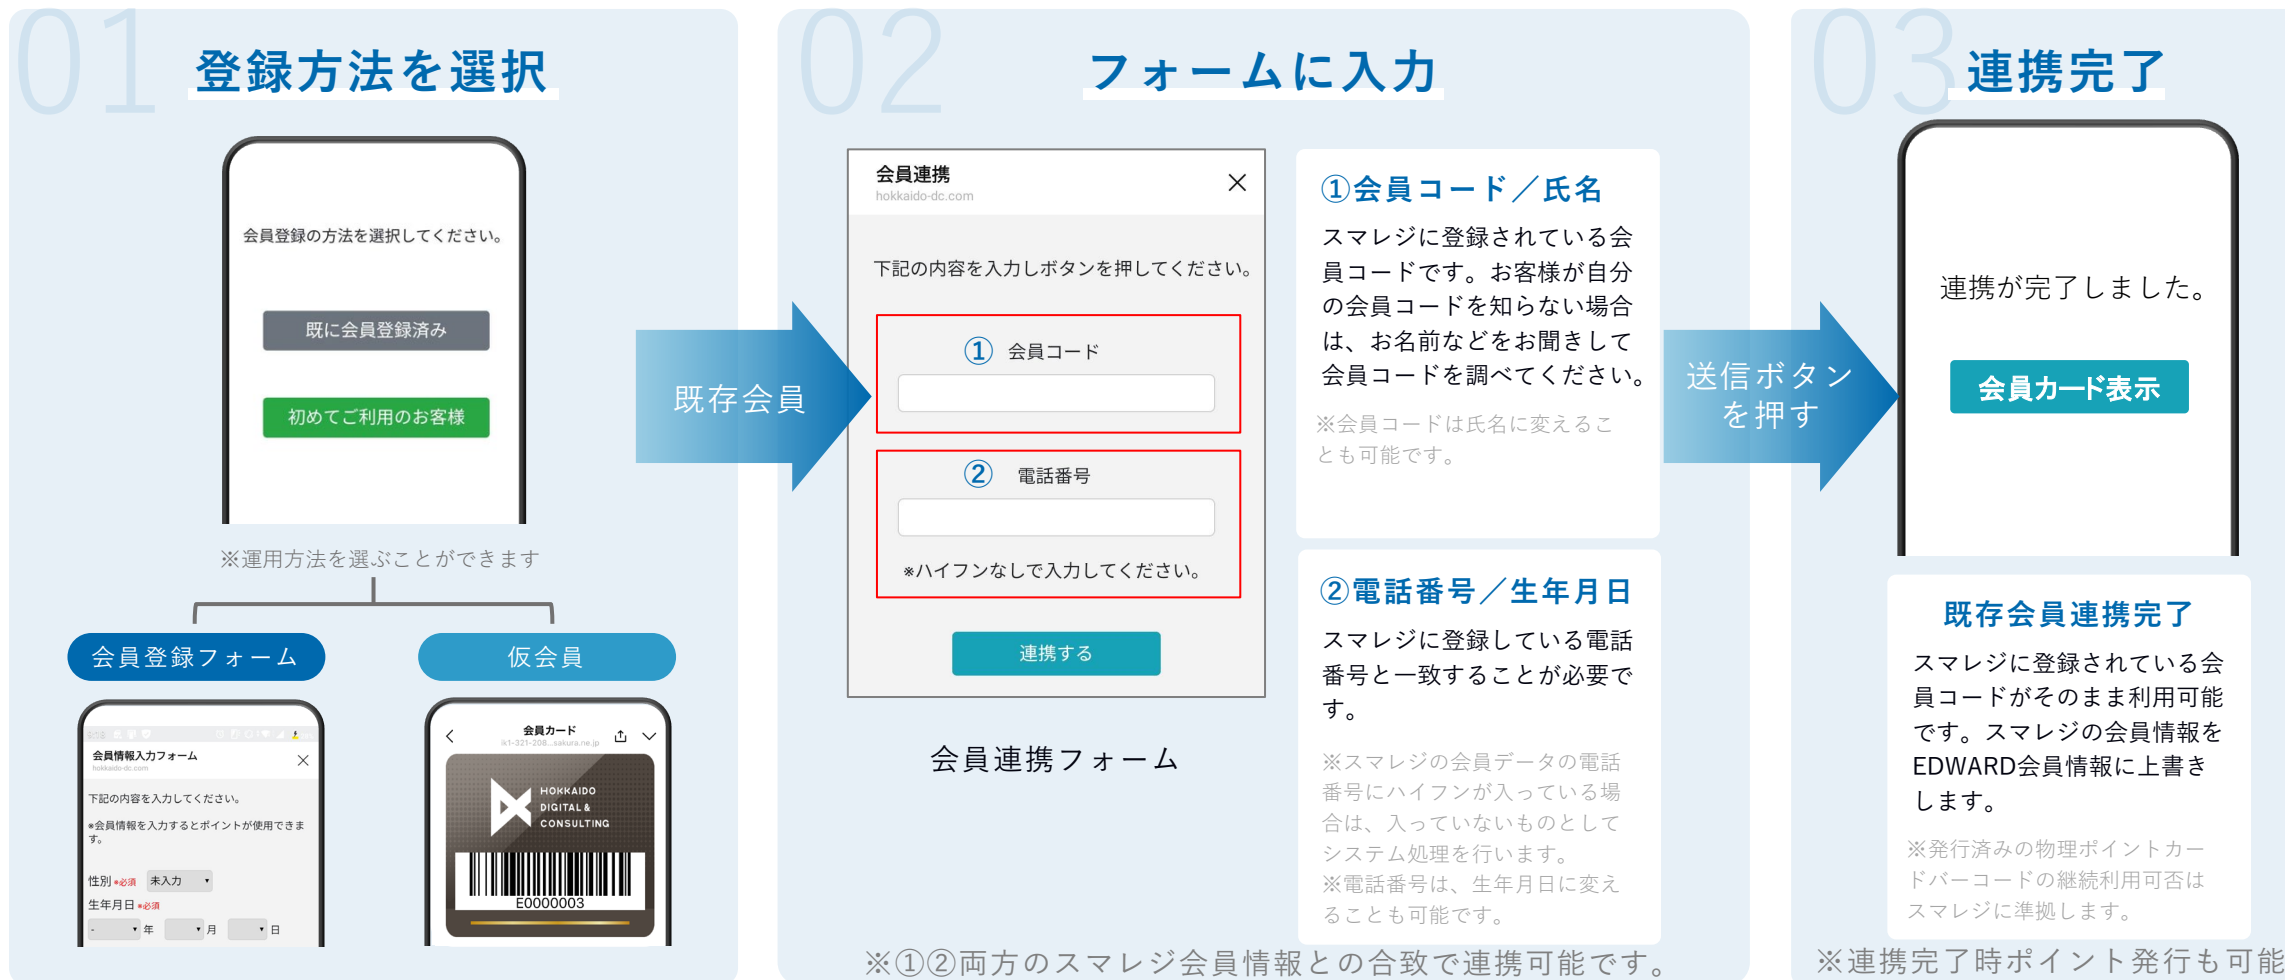 01
登録方法を選択
会員登録の方法を選択してください。
既に会員登録済み
初めてご利用のお客様
※運用方法を選ぶことができます
会員登録フォーム
会員情報入力フォーム
hokkaido-dc.com
下記の内容を入力してください。
※会員情報を入力するとポイントが使用できま
す。
性別 ※必須 未入力
生年月日 ※必須
- 年 月 日
仮会員
会員カード
HOKKAIDO
DIGITAL &
CONSULTING
E0000003
既存会員
02
フォームに入力
会員連携
hokkaido-dc.com
下記の内容を入力しボタンを押してください。
① 会員コード
② 電話番号
※ハイフンなしで入力してください。
連携する
会員連携フォーム
①会員コード／氏名
スマレジに登録されている会
員コードです。お客様が自分
の会員コードを知らない場合
は、お名前などをお聞きして
会員コードを調べてください。
※会員コードは氏名に変えるこ
とも可能です。
②電話番号／生年月日
スマレジに登録している電話
番号と一致することが必要で
す。
※スマレジの会員データの電話
番号にハイフンが入っている場
合は、入っていないものとして
システム処理を行います。
※電話番号は、生年月日に変え
ることも可能です。
※①②両方のスマレジ会員情報との合致で連携可能です。
送信ボタン
を押す
03
連携完了
連携が完了しました。
会員カード表示
既存会員連携完了
スマレジに登録されている会
員コードがそのまま利用可能
です。スマレジの会員情報を
EDWARD会員情報に上書き
します。
※発行済みの物理ポイントカー
ドバーコードの継続利用可否は
スマレジに準拠します。
※連携完了時ポイント発行も可能